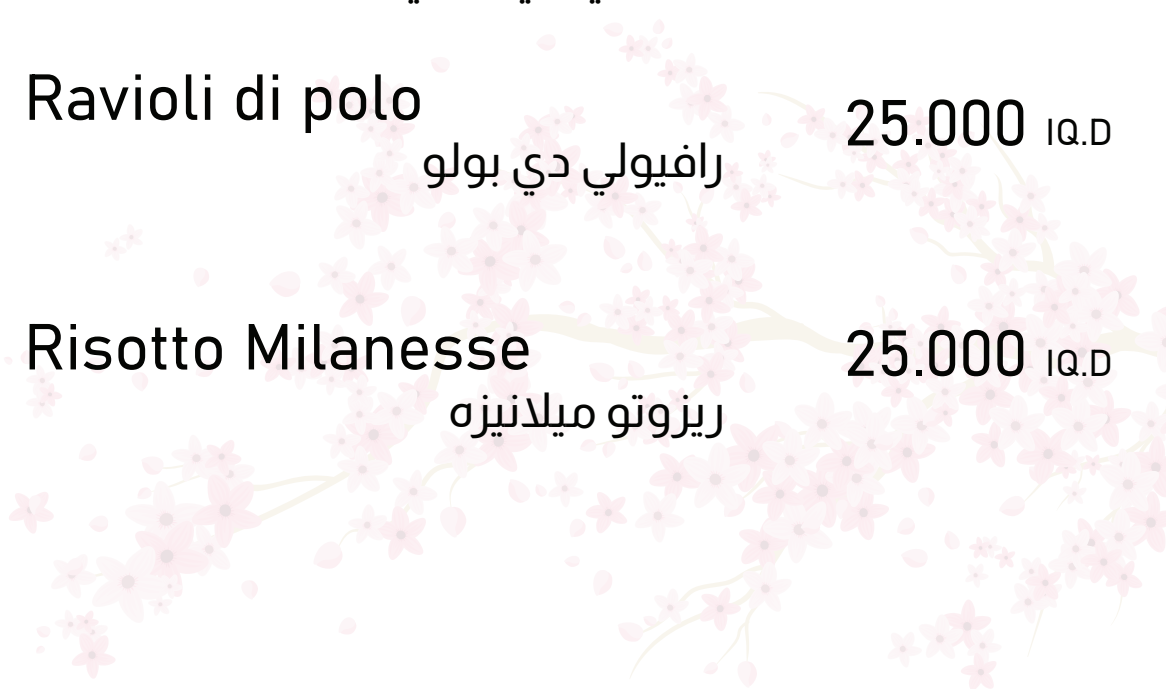 Ravioli di polo
25.000 IQ.D
رافيولي دي بولو
Risotto Milanesse
25.000 IQ.D
ريزوتو ميلانيزه